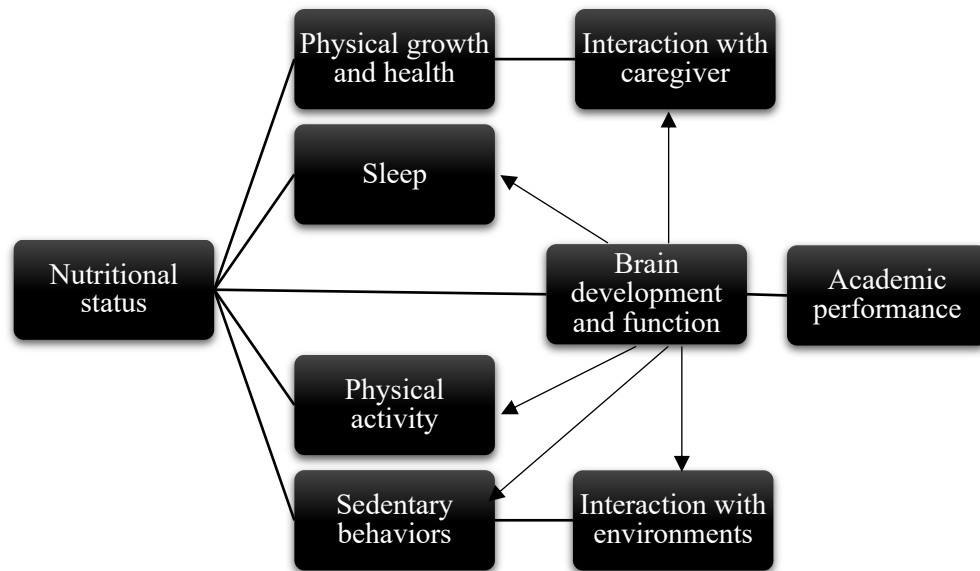 Physical growth
and health
Interaction with
caregiver
Sleep
Nutritional
status
Brain
development
and function
Academic
performance
Physical
activity
Sedentary
behaviors
Interaction with
environments